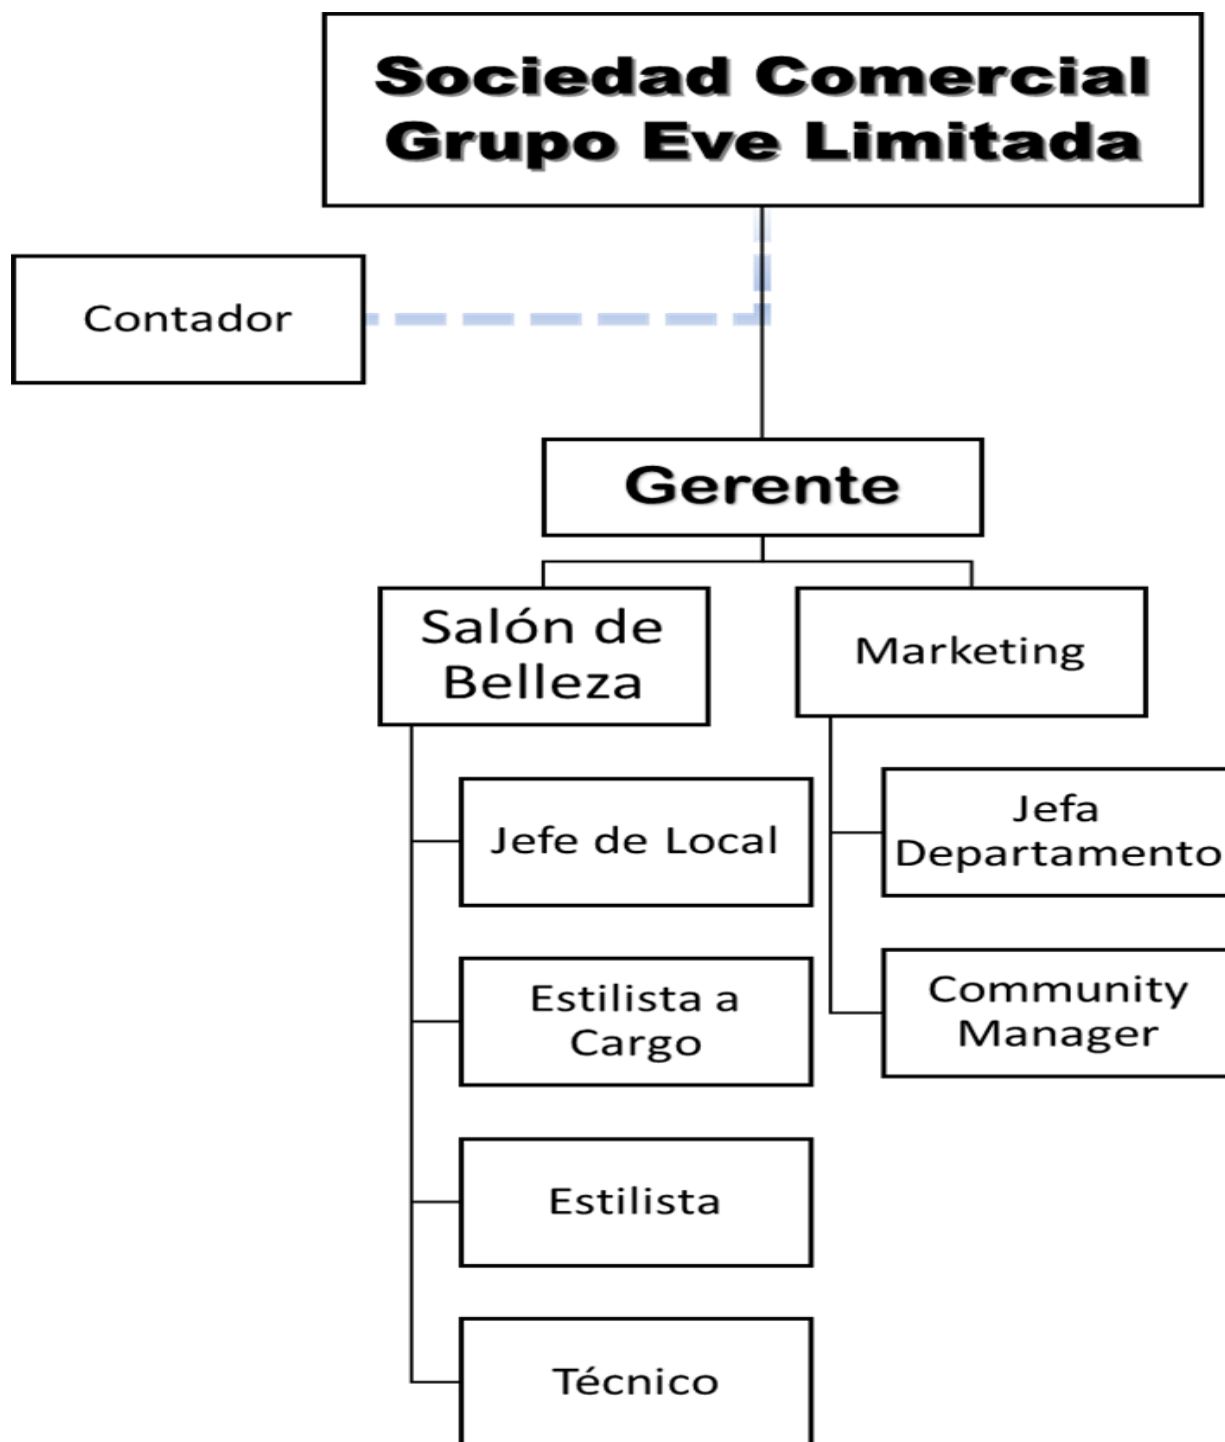 Sociedad Comercial
Grupo Eve Limitada
Contador
Gerente
Salón de
Belleza
Marketing
Jefe de Local
Jefa
Departamento
Estilista a
Cargo
Community
Manager
Estilista
Técnico